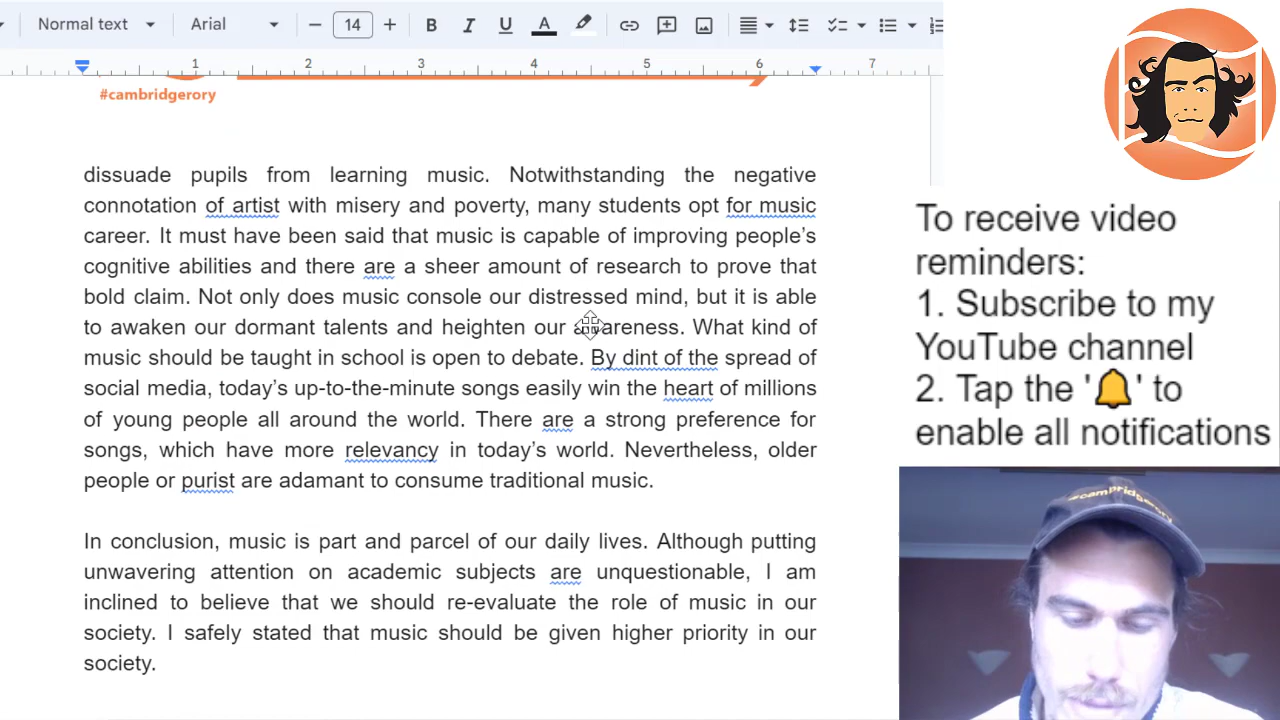 Normal text
Arial
14
B I U A
1 2 3 4 5 6 7
#cambridgerory
dissuade pupils from learning music. Notwithstanding the negative
connotation of artist with misery and poverty, many students opt for music
career. It must have been said that music is capable of improving people’s
cognitive abilities and there are a sheer amount of research to prove that
bold claim. Not only does music console our distressed mind, but it is able
to awaken our dormant talents and heighten our awareness. What kind of
music should be taught in school is open to debate. By dint of the spread of
social media, today’s up-to-the-minute songs easily win the heart of millions
of young people all around the world. There are a strong preference for
songs, which have more relevancy in today’s world. Nevertheless, older
people or purist are adamant to consume traditional music.
In conclusion, music is part and parcel of our daily lives. Although putting
unwavering attention on academic subjects are unquestionable, I am
inclined to believe that we should re-evaluate the role of music in our
society. I safely stated that music should be given higher priority in our
society.
To receive video
reminders:
1. Subscribe to my
YouTube channel
2. Tap the '🔔' to
enable all notifications
#cambridgerory